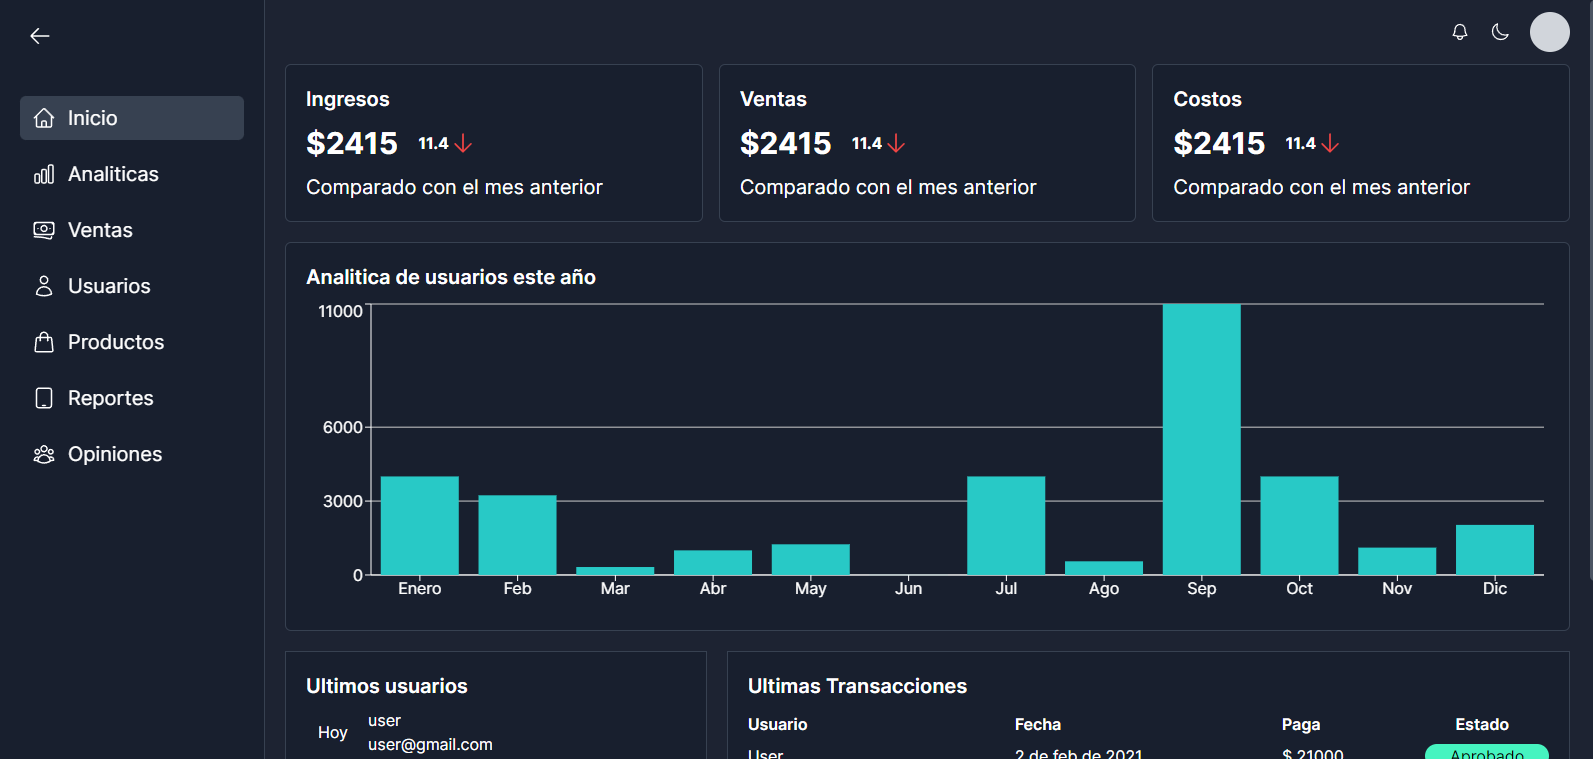 Inicio
Analiticas
Ventas
Usuarios
Productos
Reportes
Opiniones
Ingresos
$2415 11.4
Comparado con el mes anterior
Ventas
$2415 11.4
Comparado con el mes anterior
Costos
$2415 11.4
Comparado con el mes anterior
Analitica de usuarios este año
11000
6000
3000
0
Enero Feb Mar Abr May Jun Jul Ago Sep Oct Nov Dic
Ultimos usuarios
Hoy
user
user@gmail.com
Ultimas Transacciones
Usuario Fecha Paga Estado
User 2 de feb de 2021 $ 21000 Aprobado